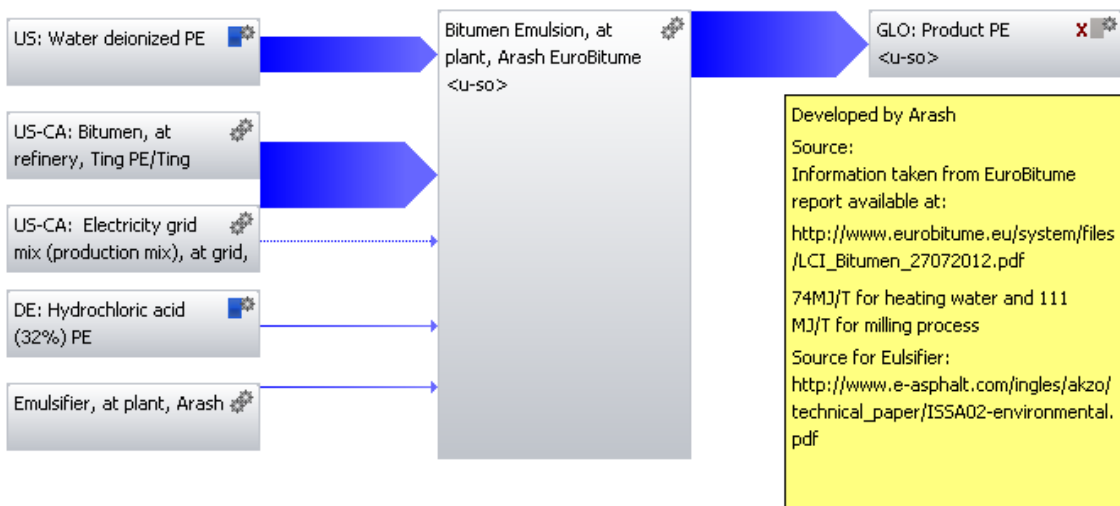 US: Water deionized PE
US-CA: Bitumen, at
refinery, Ting PE/Ting
US-CA: Electricity grid
mix (production mix), at grid,
DE: Hydrochloric acid
(32%) PE
Emulsifier, at plant, Arash
Bitumen Emulsion, at
plant, Arash EuroBitume
<u-so>
GLO: Product PE
X
<u-so>
Developed by Arash
Source:
Information taken from EuroBitume
report available at:
http://www.eurobitume.eu/system/files
/LCI_Bitumen_27072012.pdf
74MJ/T for heating water and 111
MJ/T for milling process
Source for Eulsifier:
http://www.e-asphalt.com/ingles/akzo/
technical_paper/ISSA02-environmental.
pdf